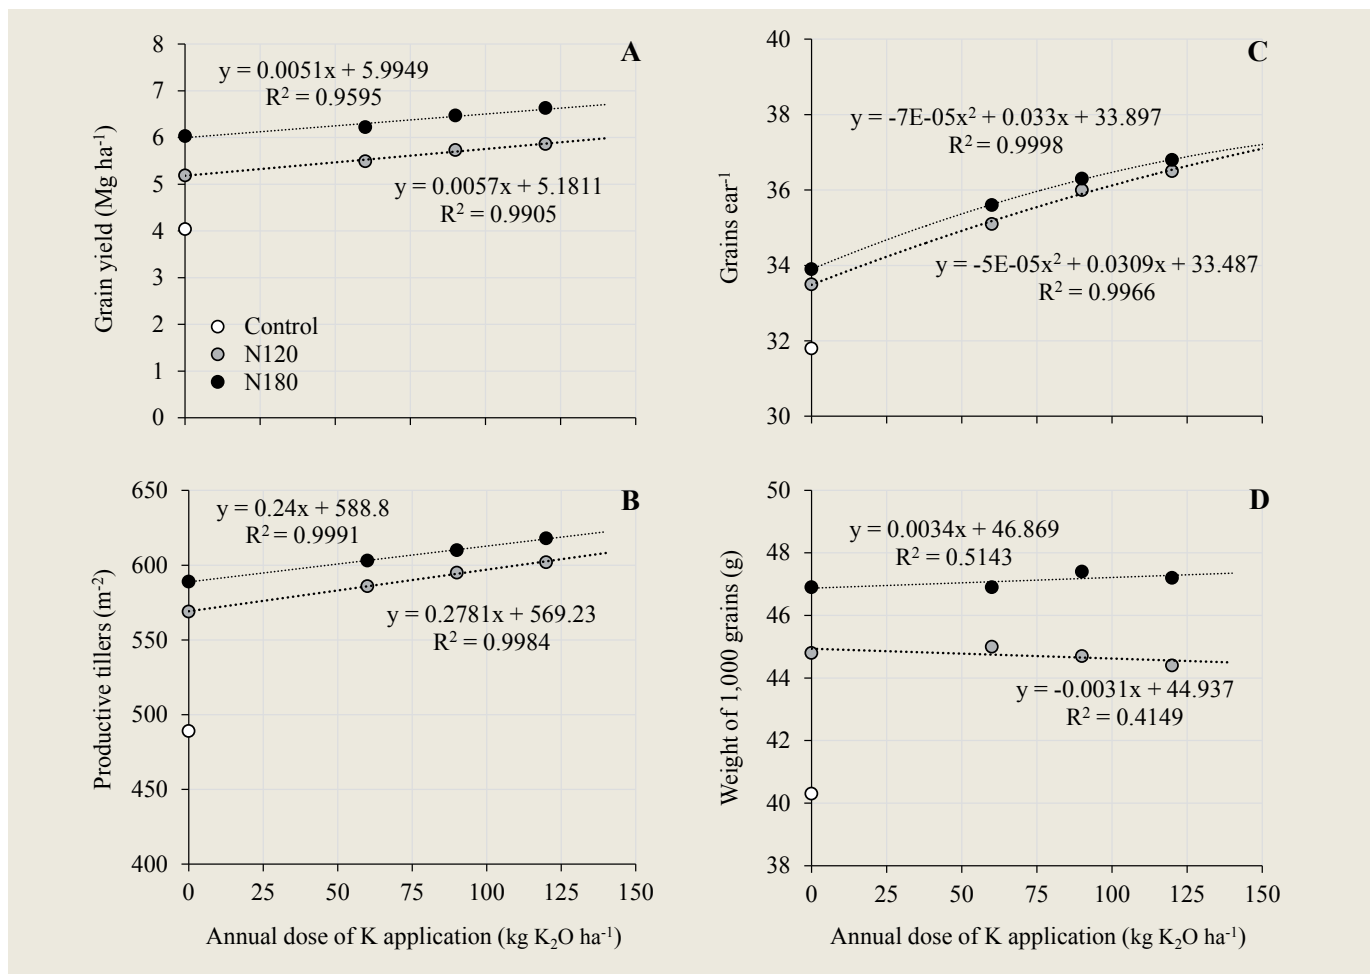 A
8
7
6
5
4
3
2
1
0
Grain yield (Mg ha⁻¹)
y = 0.0051x + 5.9949
R² = 0.9595
y = 0.0057x + 5.1811
R² = 0.9905
Control
N120
N180
C
40
38
36
34
32
30
Grains ear⁻¹
y = -7E-05x² + 0.033x + 33.897
R² = 0.9998
y = -5E-05x² + 0.0309x + 33.487
R² = 0.9966
B
650
600
550
500
450
400
Productive tillers (m⁻²)
y = 0.24x + 588.8
R² = 0.9991
y = 0.2781x + 569.23
R² = 0.9984
0 25 50 75 100 125 150
Annual dose of K application (kg K₂O ha⁻¹)
D
50
48
46
44
42
40
38
Weight of 1,000 grains (g)
y = 0.0034x + 46.869
R² = 0.5143
y = -0.0031x + 44.937
R² = 0.4149
0 25 50 75 100 125 150
Annual dose of K application (kg K₂O ha⁻¹)